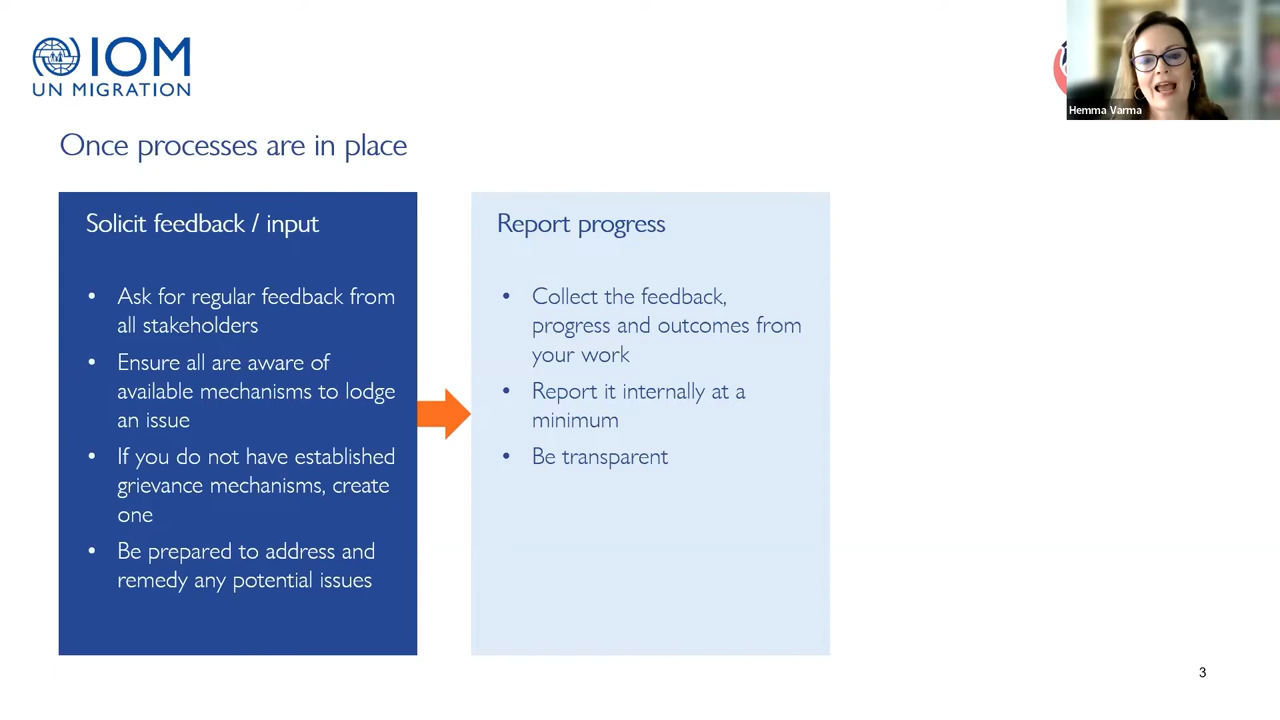 IOM
UN MIGRATION
Hemma Varma
Once processes are in place
Solicit feedback / input
• Ask for regular feedback from
all stakeholders
• Ensure all are aware of
available mechanisms to lodge
an issue
• If you do not have established
grievance mechanisms, create
one
• Be prepared to address and
remedy any potential issues
Report progress
• Collect the feedback,
progress and outcomes from
your work
• Report it internally at a
minimum
• Be transparent
3